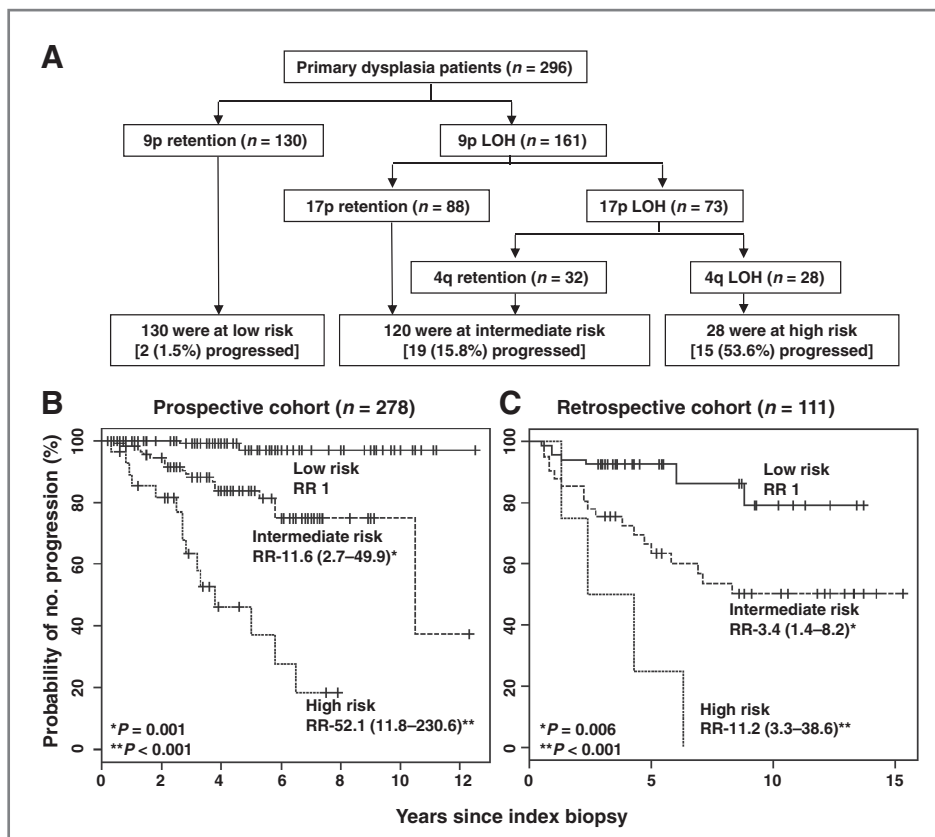 A
Primary dysplasia patients (n = 296)
9p retention (n = 130)
9p LOH (n = 161)
17p retention (n = 88)
17p LOH (n = 73)
4q retention (n = 32)
4q LOH (n = 28)
130 were at low risk
[2 (1.5%) progressed]
120 were at intermediate risk
[19 (15.8%) progressed]
28 were at high risk
[15 (53.6%) progressed]
B
Prospective cohort (n = 278)
Probability of no. progression (%)
100
80
60
40
20
0
Low risk
RR 1
Intermediate risk
RR-11.6 (2.7–49.9)*
High risk
RR-52.1 (11.8–230.6)**
*P = 0.001
**P < 0.001
0 2 4 6 8 10 12
C
Retrospective cohort (n = 111)
100
80
60
40
20
0
Low risk
RR 1
Intermediate risk
RR-3.4 (1.4–8.2)*
High risk
RR-11.2 (3.3–38.6)**
*P = 0.006
**P < 0.001
0 5 10 15
Years since index biopsy